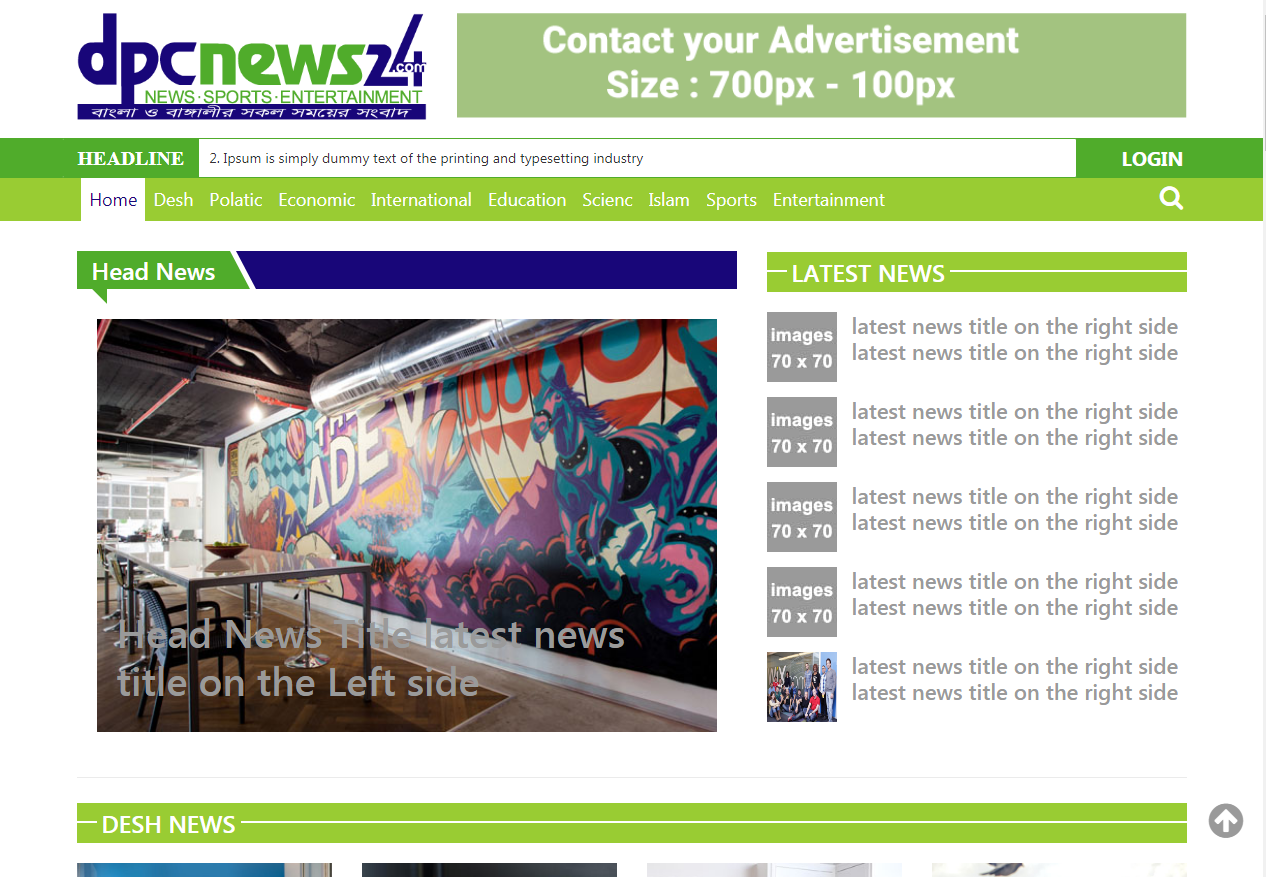 dpcnews24
.com
NEWS·SPORTS·ENTERTAINMENT
বাংলা ও বাঙ্গালীর সকল সময়ের সংবাদ
Contact your Advertisement
Size : 700px - 100px
HEADLINE
2. Ipsum is simply dummy text of the printing and typesetting industry
LOGIN
Home Desh Polatic Economic International Education Scienc Islam Sports Entertainment
Head News
Head News Title latest news
title on the Left side
LATEST NEWS
images
70 x 70
latest news title on the right side
latest news title on the right side
images
70 x 70
latest news title on the right side
latest news title on the right side
images
70 x 70
latest news title on the right side
latest news title on the right side
images
70 x 70
latest news title on the right side
latest news title on the right side
latest news title on the right side
latest news title on the right side
DESH NEWS